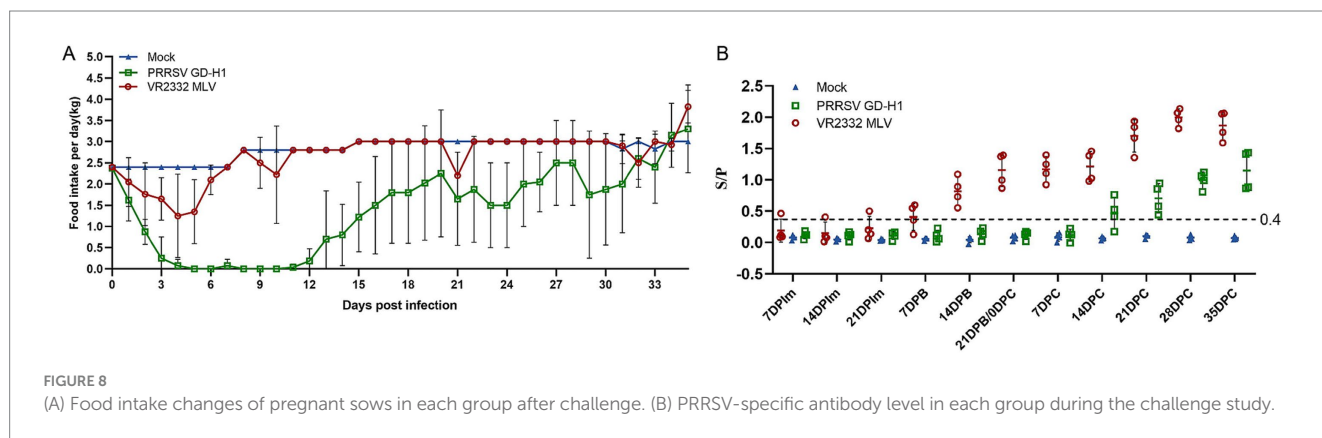 A
Mock
PRRSV GD-H1
VR2332 MLV
Food intake per day(kg)
5.0
4.5
4.0
3.5
3.0
2.5
2.0
1.5
1.0
0.5
0.0
0 3 6 9 12 15 18 21 24 27 30 33
Days post infection
B
Mock
PRRSV GD-H1
VR2332 MLV
S/P
2.5
2.0
1.5
1.0
0.5
0.0
-0.5
0.4
7DPIm
14DPIm
21DPIm
7DPB
14DPB
21DPB/0DPC
7DPC
14DPC
21DPC
28DPC
35DPC
FIGURE 8
(A) Food intake changes of pregnant sows in each group after challenge. (B) PRRSV-specific antibody level in each group during the challenge study.